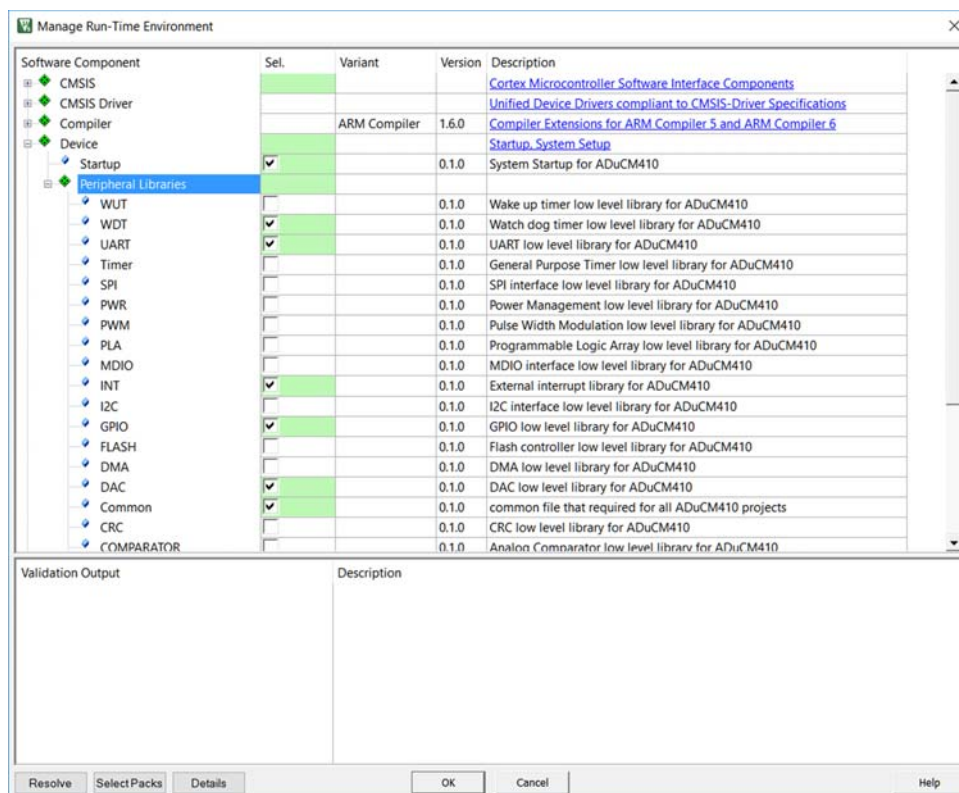 Manage Run-Time Environment
Software Component Sel. Variant Version Description
CMSIS Cortex Microcontroller Software Interface Components
CMSIS Driver Unified Device Drivers compliant to CMSIS-Driver Specifications
Compiler ARM Compiler 1.6.0 Compiler Extensions for ARM Compiler 5 and ARM Compiler 6
Device Startup, System Setup
Startup 0.1.0 System Startup for ADuCM410
Peripheral Libraries
WUT 0.1.0 Wake up timer low level library for ADuCM410
WDT 0.1.0 Watch dog timer low level library for ADuCM410
UART 0.1.0 UART low level library for ADuCM410
Timer 0.1.0 General Purpose Timer low level library for ADuCM410
SPI 0.1.0 SPI interface low level library for ADuCM410
PWR 0.1.0 Power Management low level library for ADuCM410
PWM 0.1.0 Pulse Width Modulation low level library for ADuCM410
PLA 0.1.0 Programmable Logic Array low level library for ADuCM410
MDIO 0.1.0 MDIO interface low level library for ADuCM410
INT 0.1.0 External interrupt library for ADuCM410
I2C 0.1.0 I2C interface low level library for ADuCM410
GPIO 0.1.0 GPIO low level library for ADuCM410
FLASH 0.1.0 Flash controller low level library for ADuCM410
DMA 0.1.0 DMA low level library for ADuCM410
DAC 0.1.0 DAC low level library for ADuCM410
Common 0.1.0 common file that required for all ADuCM410 projects
CRC 0.1.0 CRC low level library for ADuCM410
COMPARATOR 0.1.0 Analog Comparator low level library for ADuCM410
Validation Output Description
Resolve Select Packs Details OK Cancel Help